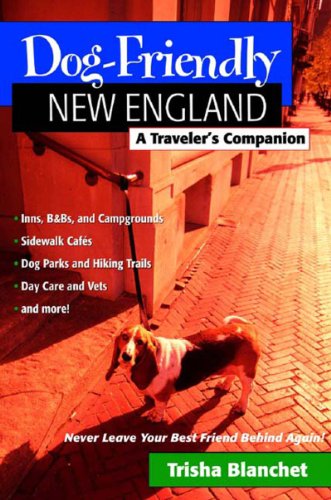 Dog-Friendly
NEW ENGLAND
A Traveler's Companion
• Inns, B&Bs, and Campgrounds
• Sidewalk Cafés
• Dog Parks and Hiking Trails
• Day Care and Vets
• and more!
Never Leave Your Best Friend Behind Again!
Trisha Blanchet